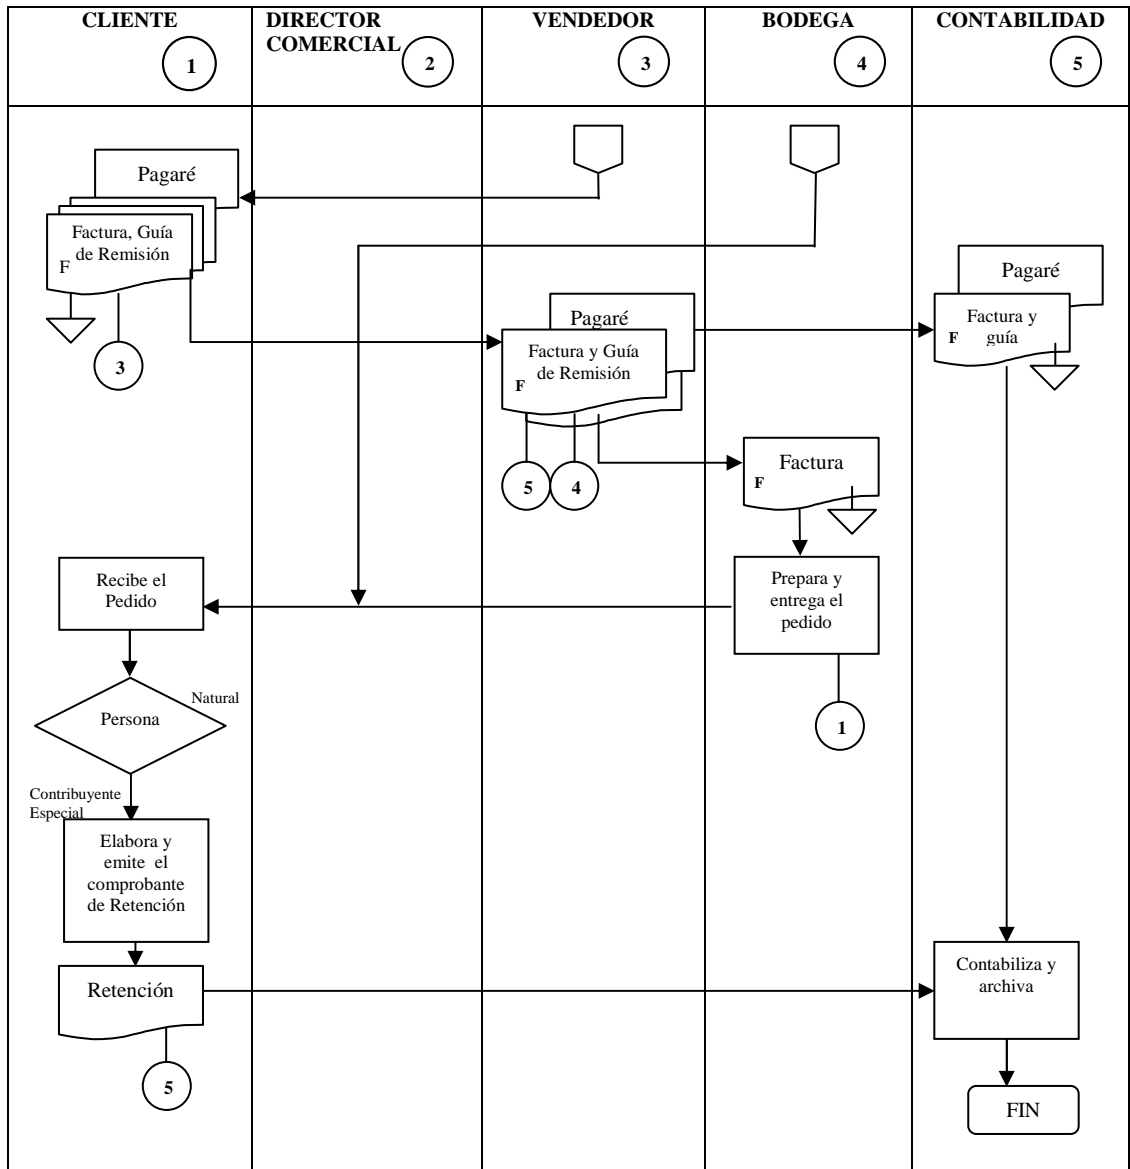 CLIENTE
1
DIRECTOR
COMERCIAL
2
VENDEDOR
3
BODEGA
4
CONTABILIDAD
5
Pagaré
Factura, Guía
de Remisión
F
3
Pagaré
Factura y Guía
de Remisión
F
5
4
Pagaré
Factura y
guía
F
Factura
F
Recibe el
Pedido
Prepara y
entrega el
pedido
1
Natural
Persona
Contribuyente
Especial
Elabora y
emite el
comprobante
de Retención
Retención
5
Contabiliza y
archiva
FIN